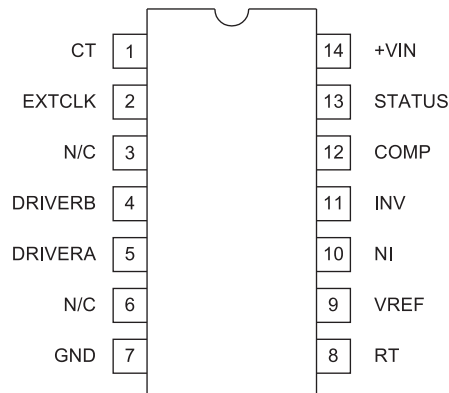 CT 1 14 +VIN
EXTCLK 2 13 STATUS
N/C 3 12 COMP
DRIVERB 4 11 INV
DRIVERA 5 10 NI
N/C 6 9 VREF
GND 7 8 RT